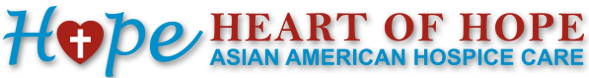 Hope
HEART OF HOPE
ASIAN AMERICAN HOSPICE CARE